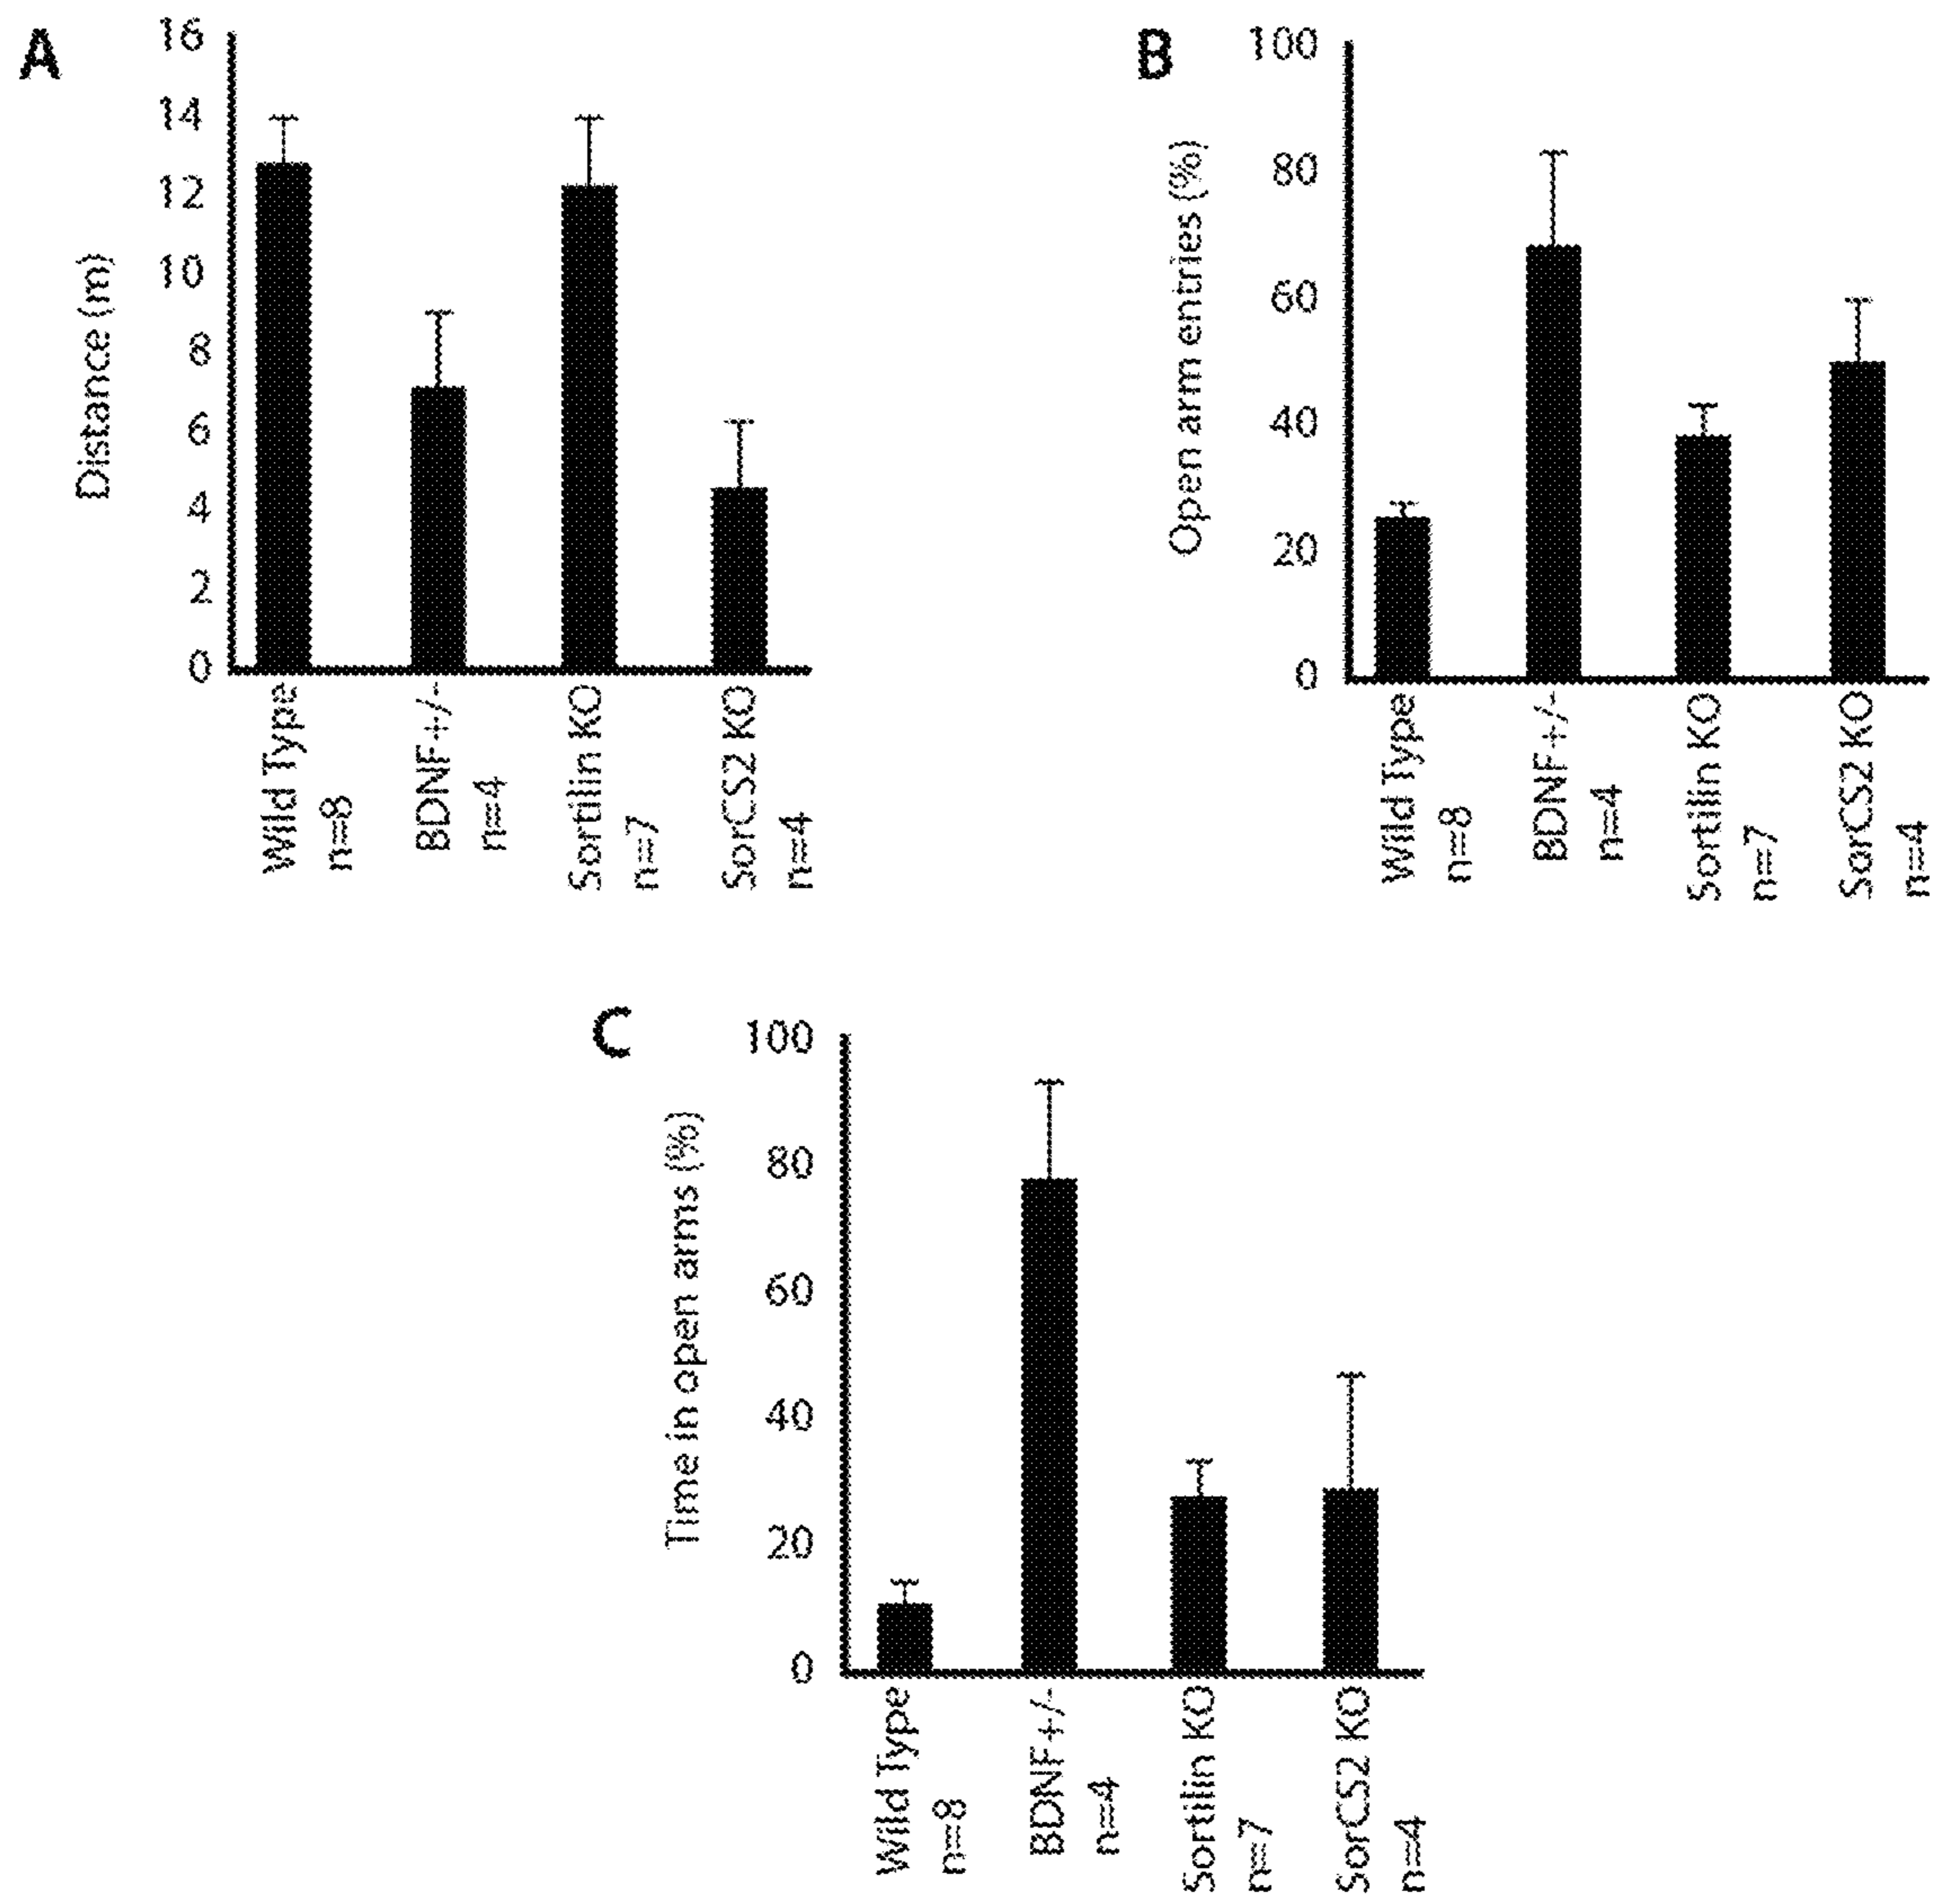 A
16
14
12
10
8
6
4
2
0
Distance (m)
Wild Type
n=8
BDNF+/-
n=4
Sortilin KO
n=7
SorCS2 KO
n=4
B
100
80
60
40
20
0
Open arm entries (%)
Wild Type
n=8
BDNF+/-
n=4
Sortilin KO
n=7
SorCS2 KO
n=4
C
100
80
60
40
20
0
Time in open arms (%)
Wild Type
n=8
BDNF+/-
n=4
Sortilin KO
n=7
SorCS2 KO
n=4